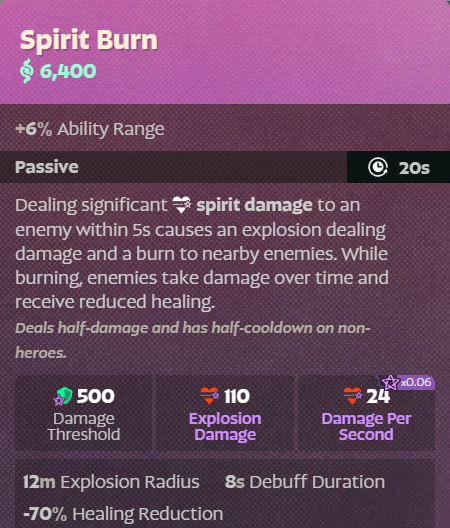 Spirit Burn
6,400
+6% Ability Range
Passive 20s
Dealing significant spirit damage to an
enemy within 5s causes an explosion dealing
damage and a burn to nearby enemies. While
burning, enemies take damage over time and
receive reduced healing.
Deals half-damage and has half-cooldown on non-
heroes.
x0.06
500 110 24
Damage Explosion Damage Per
Threshold Damage Second
12m Explosion Radius 8s Debuff Duration
-70% Healing Reduction